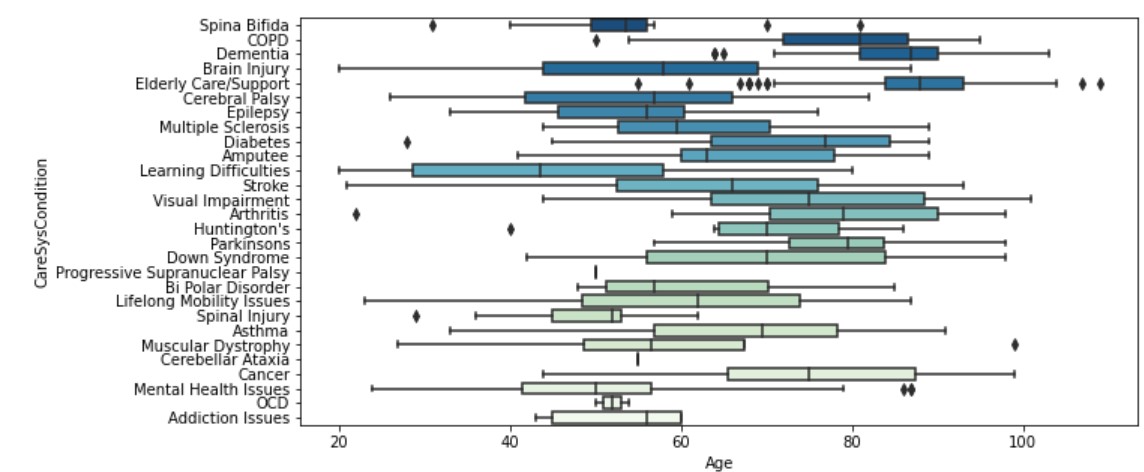 Spina Bifida
COPD
Dementia
Brain Injury
Elderly Care/Support
Cerebral Palsy
Epilepsy
Multiple Sclerosis
Diabetes
Amputee
Learning Difficulties
Stroke
Visual Impairment
Arthritis
Huntington's
Parkinsons
Down Syndrome
Progressive Supranuclear Palsy
Bi Polar Disorder
Lifelong Mobility Issues
Spinal Injury
Asthma
Muscular Dystrophy
Cerebellar Ataxia
Cancer
Mental Health Issues
OCD
Addiction Issues
CareSysCondition
20 40 60 80 100
Age